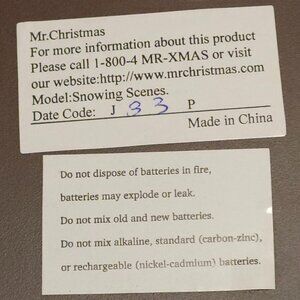 Mr.Christmas
For more information about this product
Please call 1-800-4 MR-XMAS or visit
our website:http://www.mrchristmas.com
Model:Snowing Scenes.
Date Code: J 33 P
Made in China
Do not dispose of batteries in fire,
batteries may explode or leak.
Do not mix old and new batteries.
Do not mix alkaline, standard (carbon-zinc),
or rechargeable (nickel-cadmium) batteries.